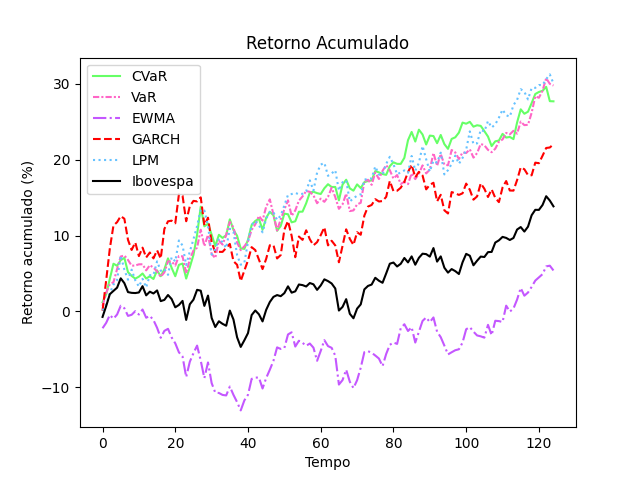 Retorno Acumulado
CVaR
VaR
EWMA
GARCH
LPM
Ibovespa
Retorno acumulado (%)
30
20
10
0
−10
0 20 40 60 80 100 120
Tempo